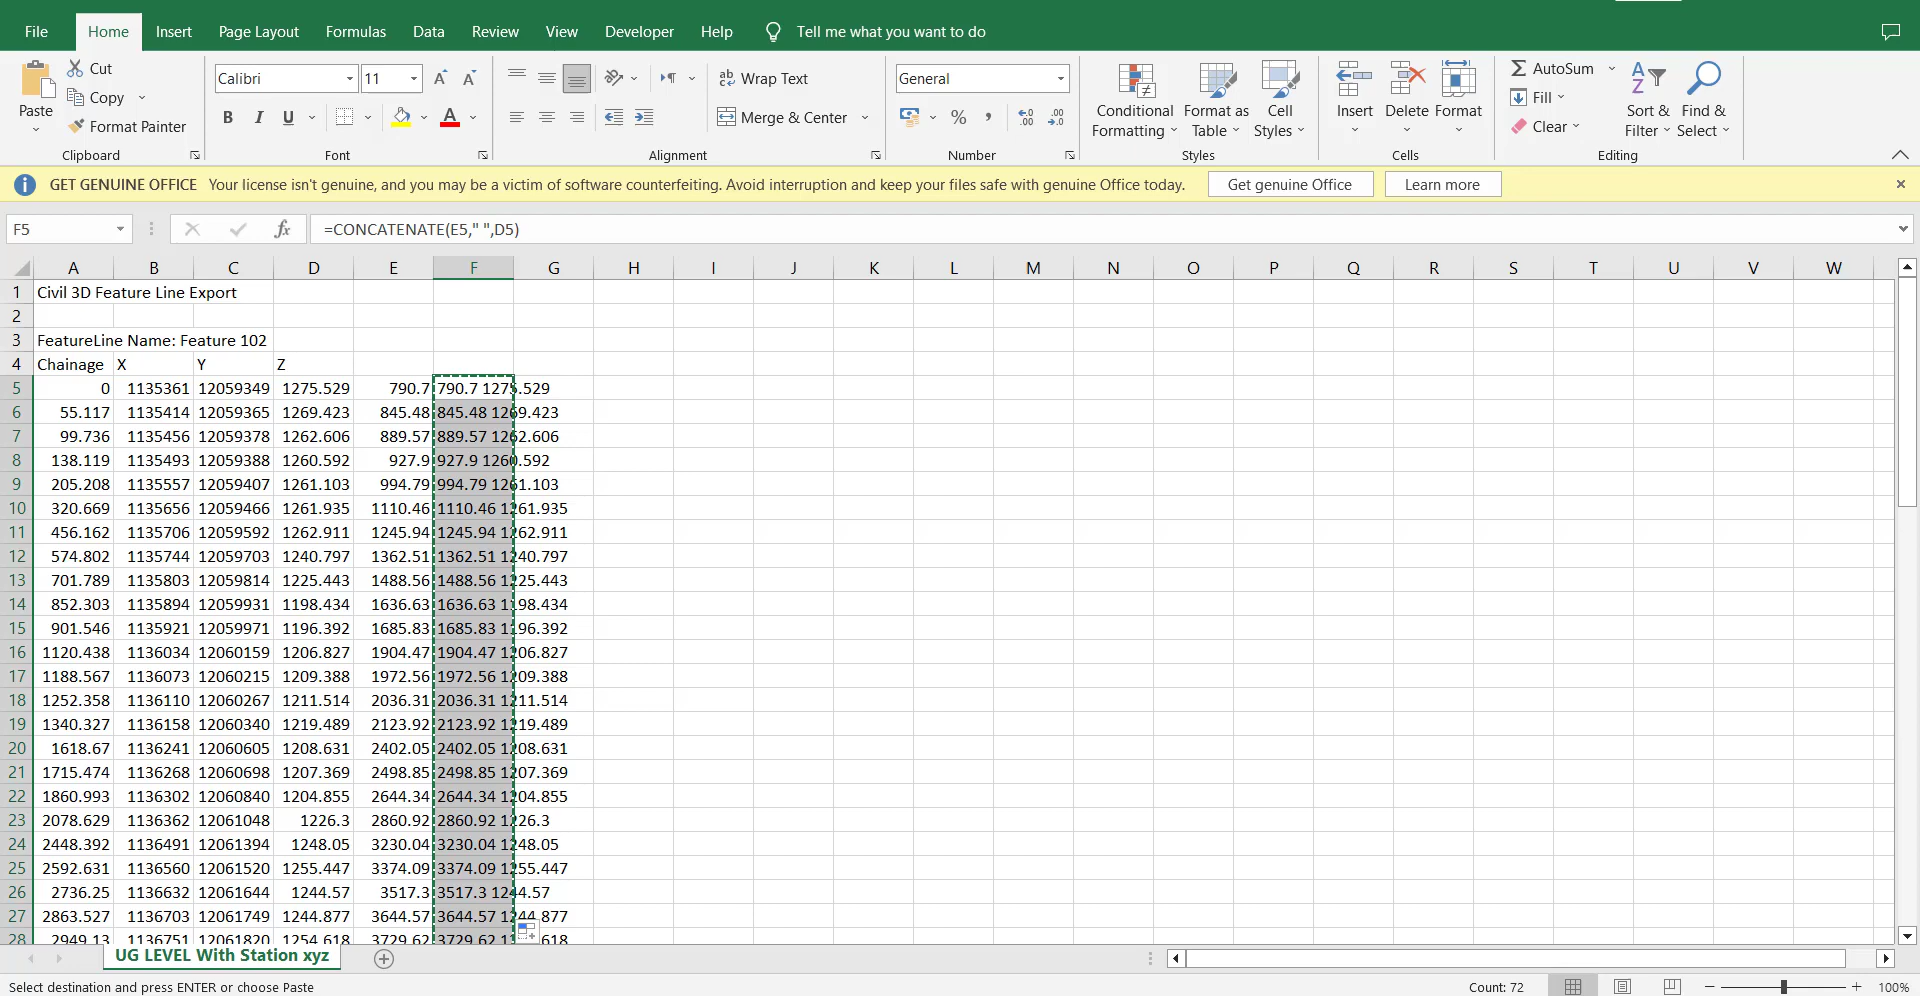 File Home Insert Page Layout Formulas Data Review View Developer Help Tell me what you want to do
Paste Cut Copy Format Painter Clipboard
Calibri 11 A A B I U A Font
Wrap Text Merge & Center Alignment
General % , Number
Conditional Formatting Format as Table Cell Styles Styles
Insert Delete Format Cells
AutoSum Fill Clear Sort & Filter Find & Select Editing
GET GENUINE OFFICE Your license isn't genuine, and you may be a victim of software counterfeiting. Avoid interruption and keep your files safe with genuine Office today. Get genuine Office Learn more
F5 fx =CONCATENATE(E5," ",D5)
A B C D E F G H I J K L M N O P Q R S T U V W
1 Civil 3D Feature Line Export
2
3 FeatureLine Name: Feature 102
4 Chainage X Y Z
5 0 1135361 12059349 1275.529 790.7 790.7 1275.529
6 55.117 1135414 12059365 1269.423 845.48 845.48 1269.423
7 99.736 1135456 12059378 1262.606 889.57 889.57 1262.606
8 138.119 1135493 12059388 1260.592 927.9 927.9 1260.592
9 205.208 1135557 12059407 1261.103 994.79 994.79 1261.103
10 320.669 1135656 12059466 1261.935 1110.46 1110.46 1261.935
11 456.162 1135706 12059592 1262.911 1245.94 1245.94 1262.911
12 574.802 1135744 12059703 1240.797 1362.51 1362.51 1240.797
13 701.789 1135803 12059814 1225.443 1488.56 1488.56 1225.443
14 852.303 1135894 12059931 1198.434 1636.63 1636.63 1198.434
15 901.546 1135921 12059971 1196.392 1685.83 1685.83 1196.392
16 1120.438 1136034 12060159 1206.827 1904.47 1904.47 1206.827
17 1188.567 1136073 12060215 1209.388 1972.56 1972.56 1209.388
18 1252.358 1136110 12060267 1211.514 2036.31 2036.31 1211.514
19 1340.327 1136158 12060340 1219.489 2123.92 2123.92 1219.489
20 1618.67 1136241 12060605 1208.631 2402.05 2402.05 1208.631
21 1715.474 1136268 12060698 1207.369 2498.85 2498.85 1207.369
22 1860.993 1136302 12060840 1204.855 2644.34 2644.34 1204.855
23 2078.629 1136362 12061048 1226.3 2860.92 2860.92 1226.3
24 2448.392 1136491 12061394 1248.05 3230.04 3230.04 1248.05
25 2592.631 1136560 12061520 1255.447 3374.09 3374.09 1255.447
26 2736.25 1136632 12061644 1244.57 3517.3 3517.3 1244.57
27 2863.527 1136703 12061749 1244.877 3644.57 3644.57 1244.877
28 2949.13 1136751 12061820 1254.618 3729.62 3729.62
UG LEVEL With Station xyz
Select destination and press ENTER or choose Paste Count: 72 100%